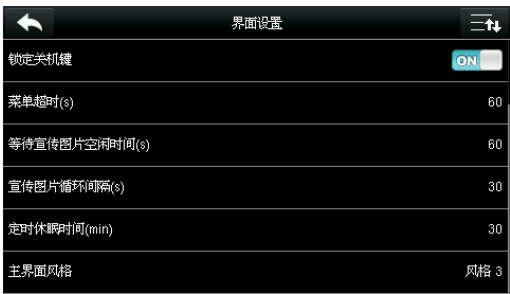 界面设置
锁定关机键 ON
菜单超时(s) 60
等待宣传图片空闲时间(s) 60
宣传图片循环间隔(s) 30
定时休眠时间(min) 30
主界面风格 风格 3